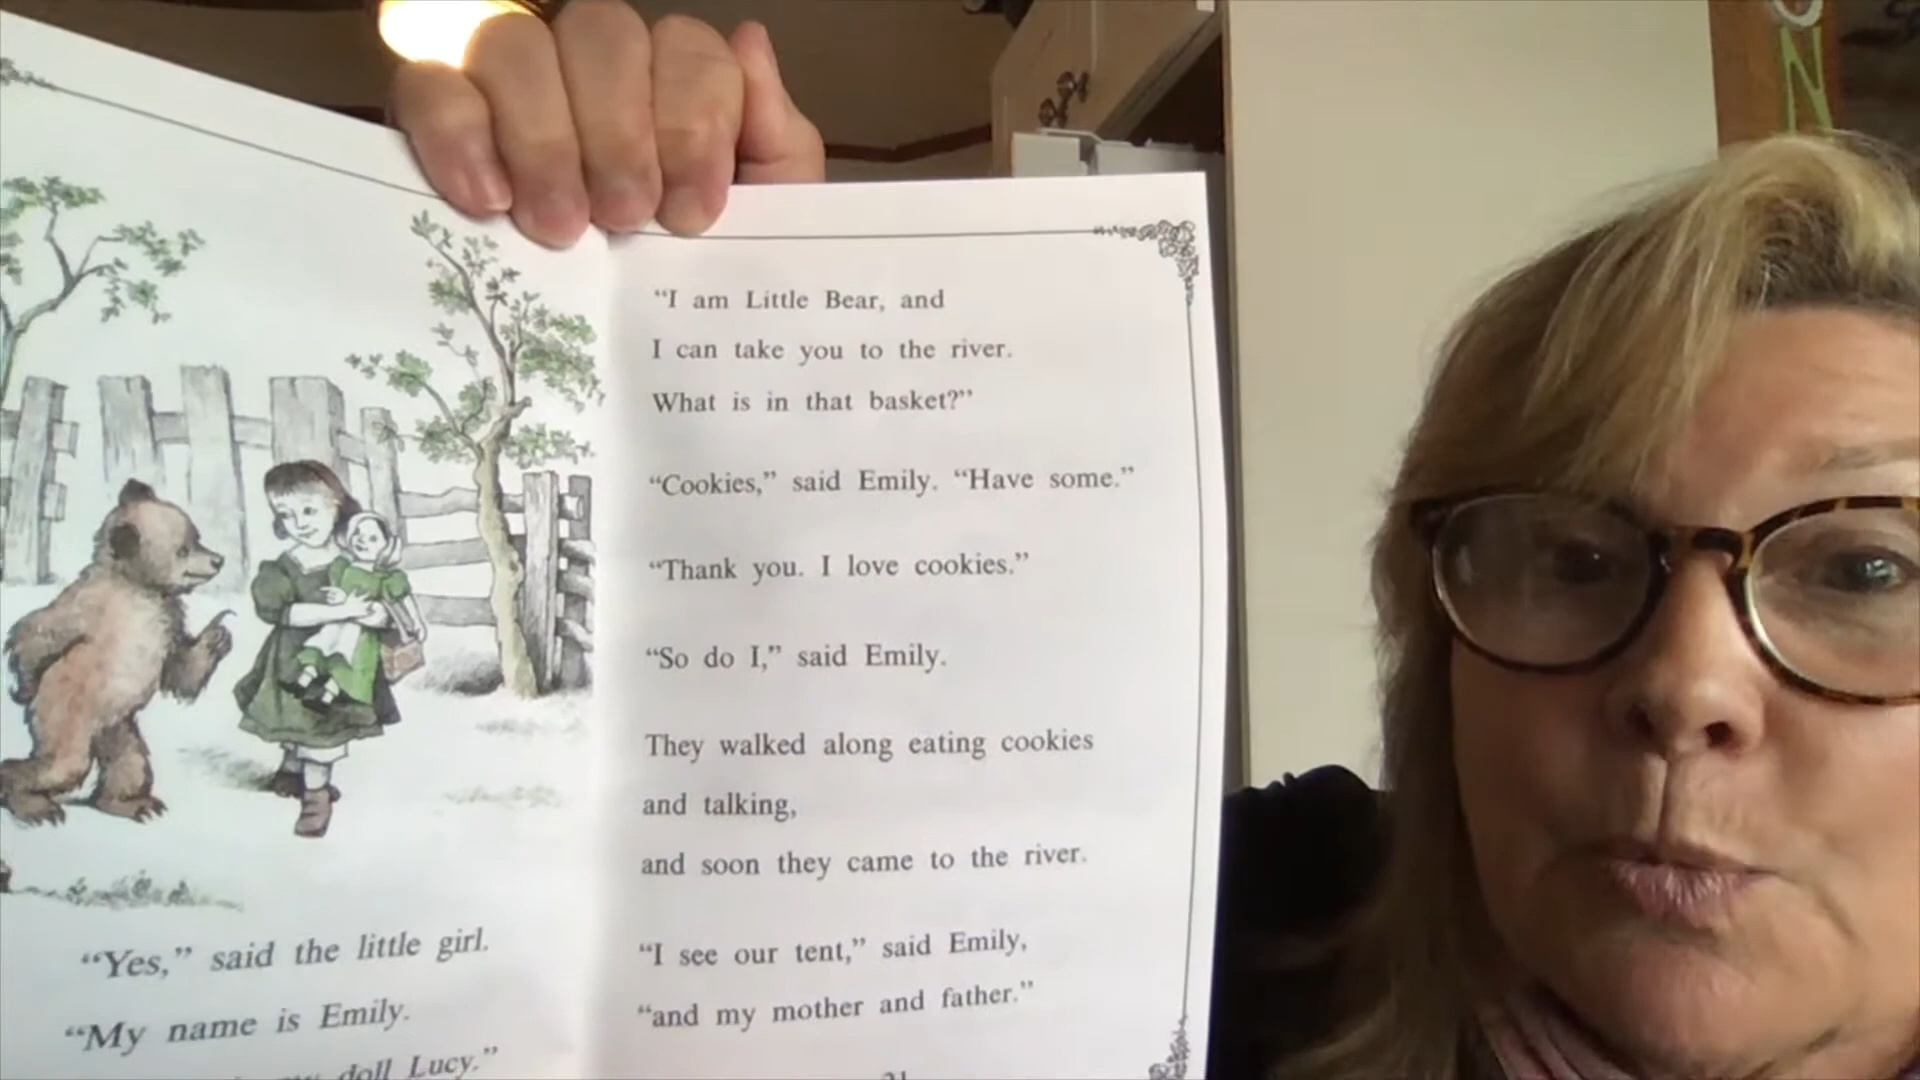 “Yes,” said the little girl.
“My name is Emily.
my doll Lucy.”
“I am Little Bear, and
I can take you to the river.
What is in that basket?”
“Cookies,” said Emily. “Have some.”
“Thank you. I love cookies.”
“So do I,” said Emily.
They walked along eating cookies
and talking,
and soon they came to the river.
“I see our tent,” said Emily,
“and my mother and father.”
N